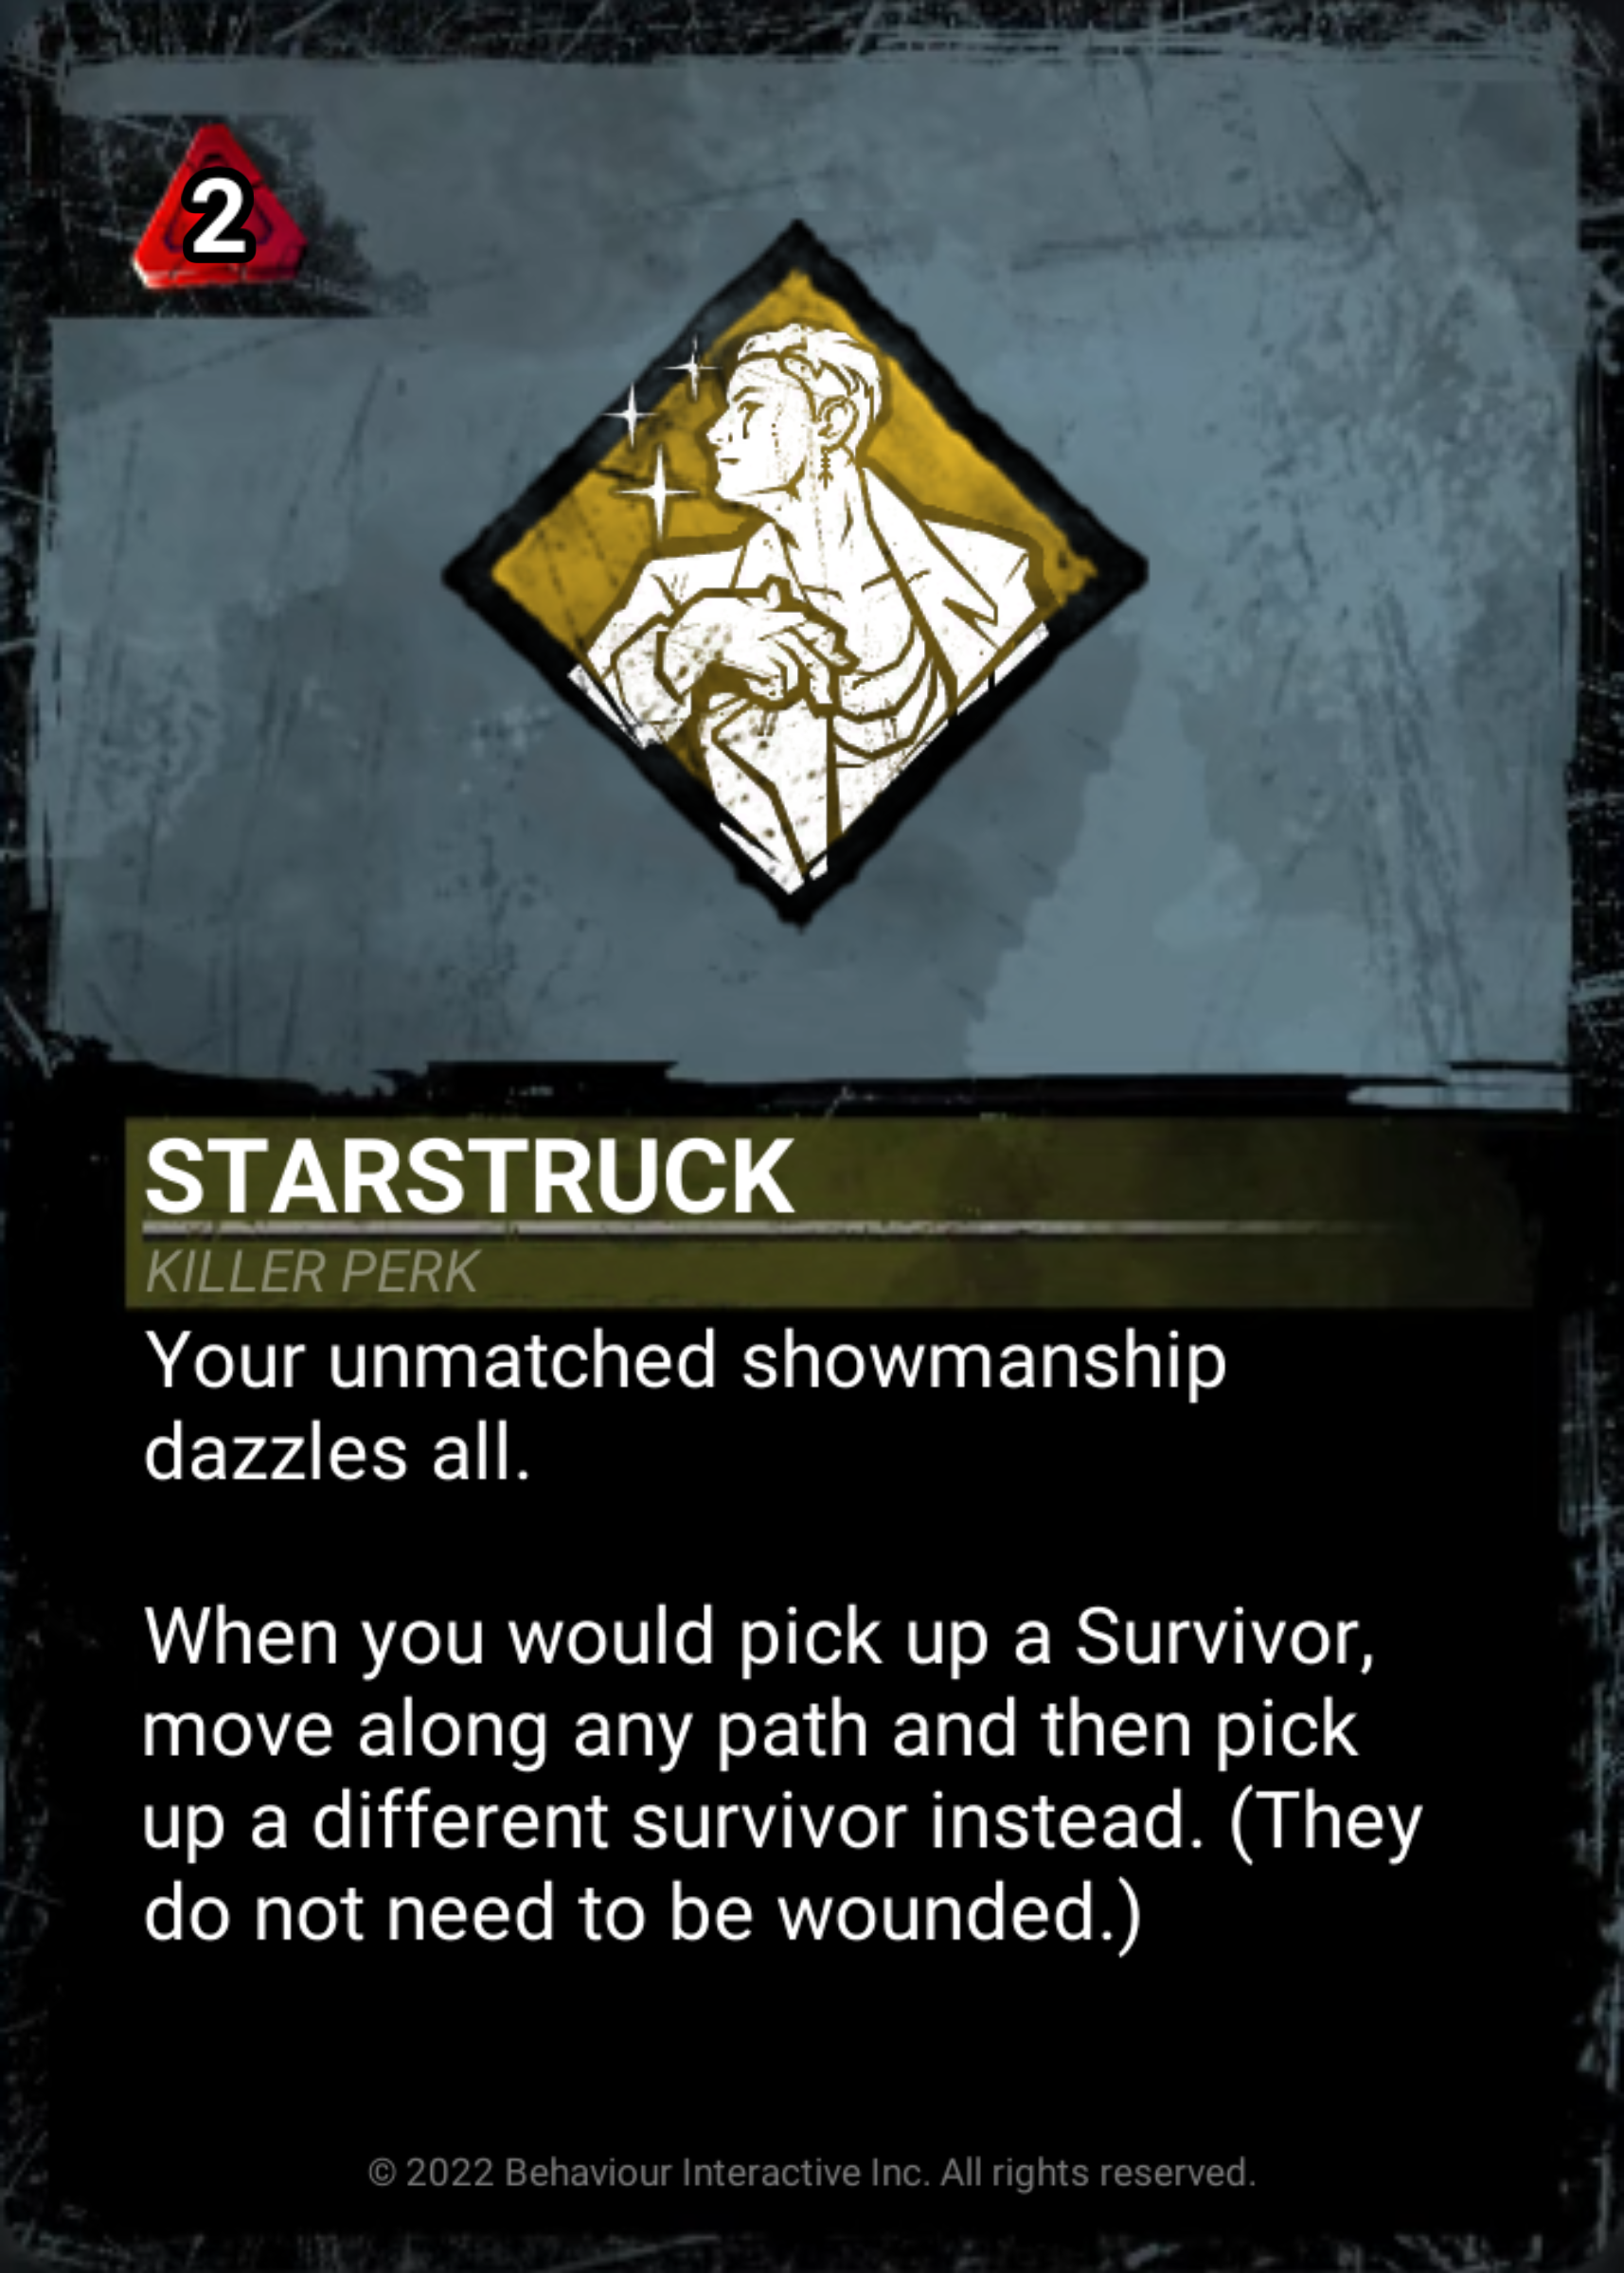 2
STARSTRUCK
KILLER PERK
Your unmatched showmanship
dazzles all.
When you would pick up a Survivor,
move along any path and then pick
up a different survivor instead. (They
do not need to be wounded.)
© 2022 Behaviour Interactive Inc. All rights reserved.